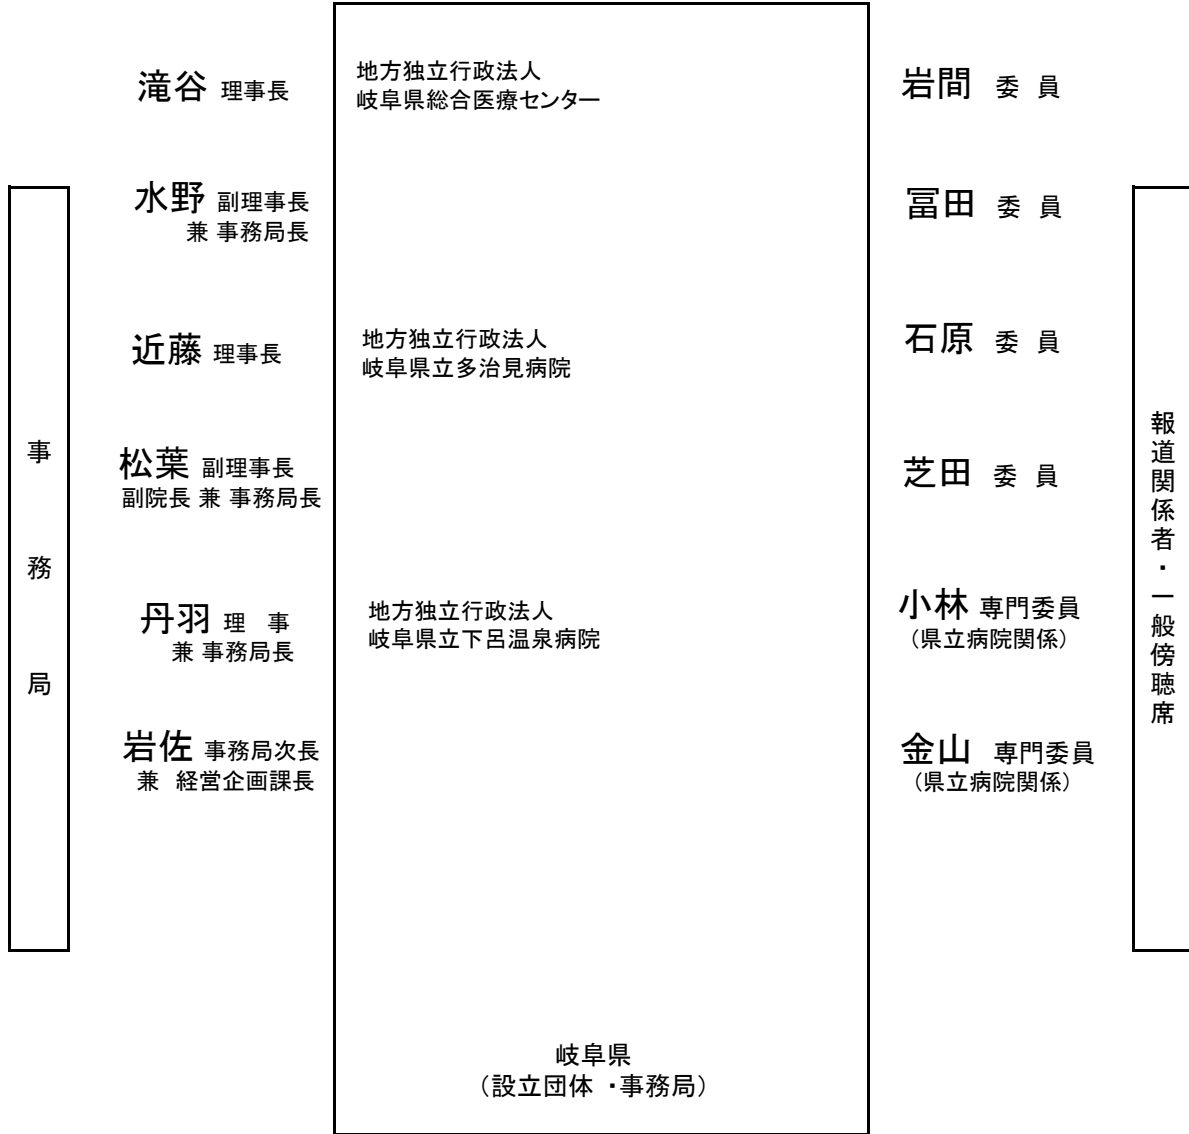 滝谷 理事長
地方独立行政法人
岐阜県総合医療センター
岩間 委 員
水野 副理事長
兼 事務局長
冨田 委 員
近藤 理事長
地方独立行政法人
岐阜県立多治見病院
石原 委 員
松葉 副理事長
副院長 兼 事務局長
芝田 委 員
丹羽 理 事
兼 事務局長
地方独立行政法人
岐阜県立下呂温泉病院
小林 専門委員
（県立病院関係）
岩佐 事務局次長
兼 経営企画課長
金山 専門委員
（県立病院関係）
事務局
報道関係者・一般傍聴席
岐阜県
（設立団体 ・事務局）